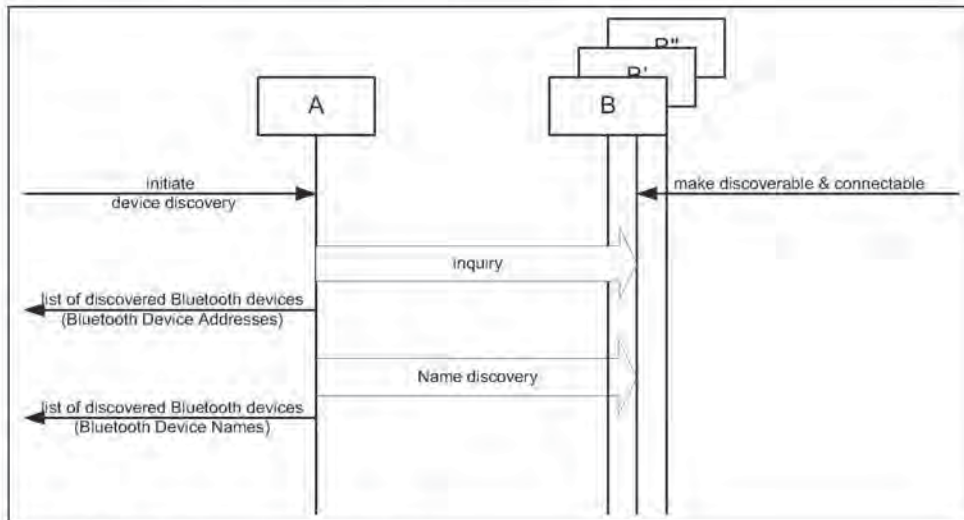 B"
B'
A
B
initiate
device discovery
make discoverable & connectable
inquiry
list of discovered Bluetooth devices
(Bluetooth Device Addresses)
Name discovery
list of discovered Bluetooth devices
(Bluetooth Device Names)